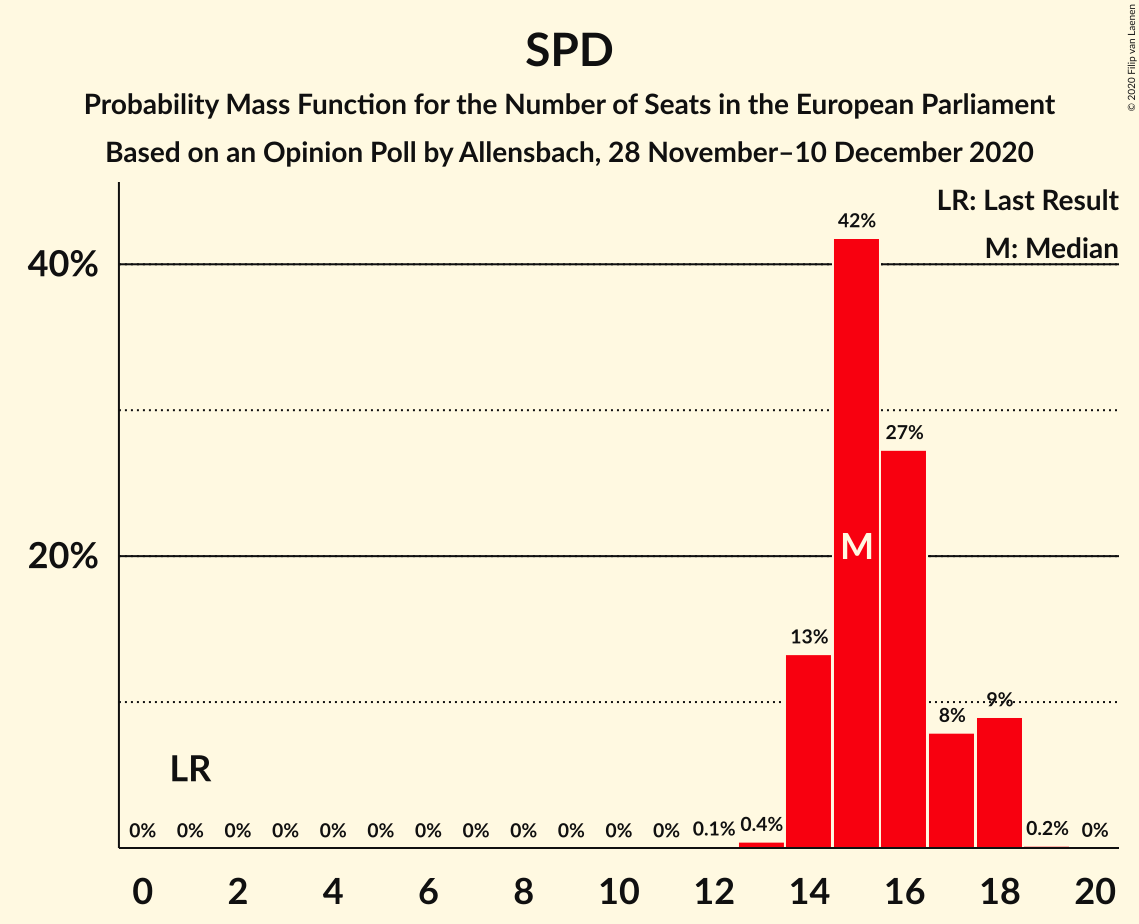 SPD
Probability Mass Function for the Number of Seats in the European Parliament
Based on an Opinion Poll by Allensbach, 28 November–10 December 2020
© 2020 Filip van Laenen
LR: Last Result
M: Median
40%
20%
42%
27%
M
13%
9%
8%
LR
0% 0% 0% 0% 0% 0% 0% 0% 0% 0% 0% 0% 0.1% 0.4% 0.2% 0%
0 2 4 6 8 10 12 14 16 18 20